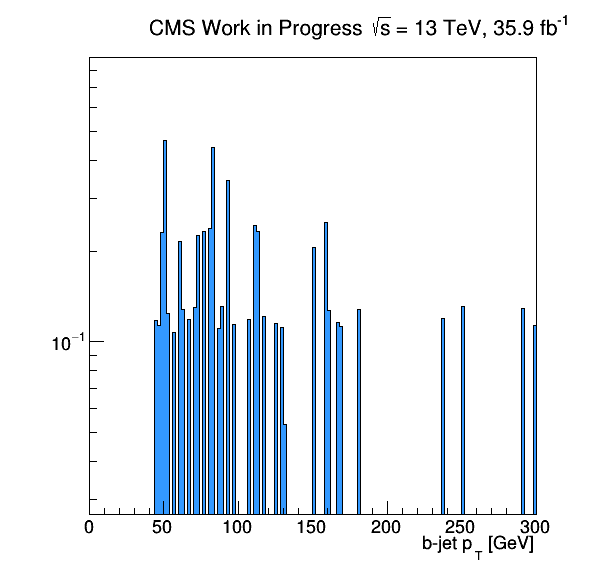 CMS Work in Progress √s = 13 TeV, 35.9 fb⁻¹
10⁻¹
0 50 100 150 200 250 300
b-jet p_T [GeV]